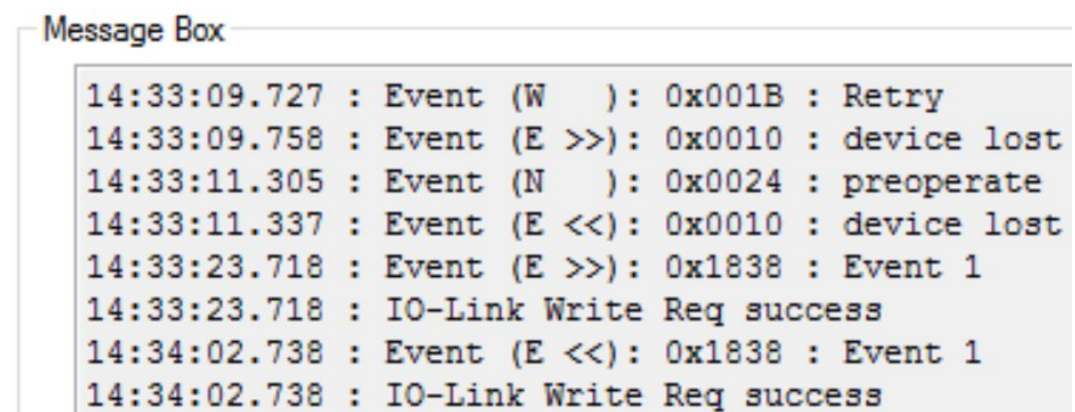 Message Box
14:33:09.727 : Event (W   ): 0x001B : Retry
14:33:09.758 : Event (E >>): 0x0010 : device lost
14:33:11.305 : Event (N   ): 0x0024 : preoperate
14:33:11.337 : Event (E <<): 0x0010 : device lost
14:33:23.718 : Event (E >>): 0x1838 : Event 1
14:33:23.718 : IO-Link Write Req success
14:34:02.738 : Event (E <<): 0x1838 : Event 1
14:34:02.738 : IO-Link Write Req success